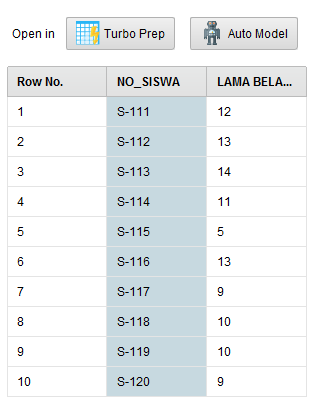 Open in Turbo Prep Auto Model
Row No. NO_SISWA LAMA BELA...
1 S-111 12
2 S-112 13
3 S-113 14
4 S-114 11
5 S-115 5
6 S-116 13
7 S-117 9
8 S-118 10
9 S-119 10
10 S-120 9